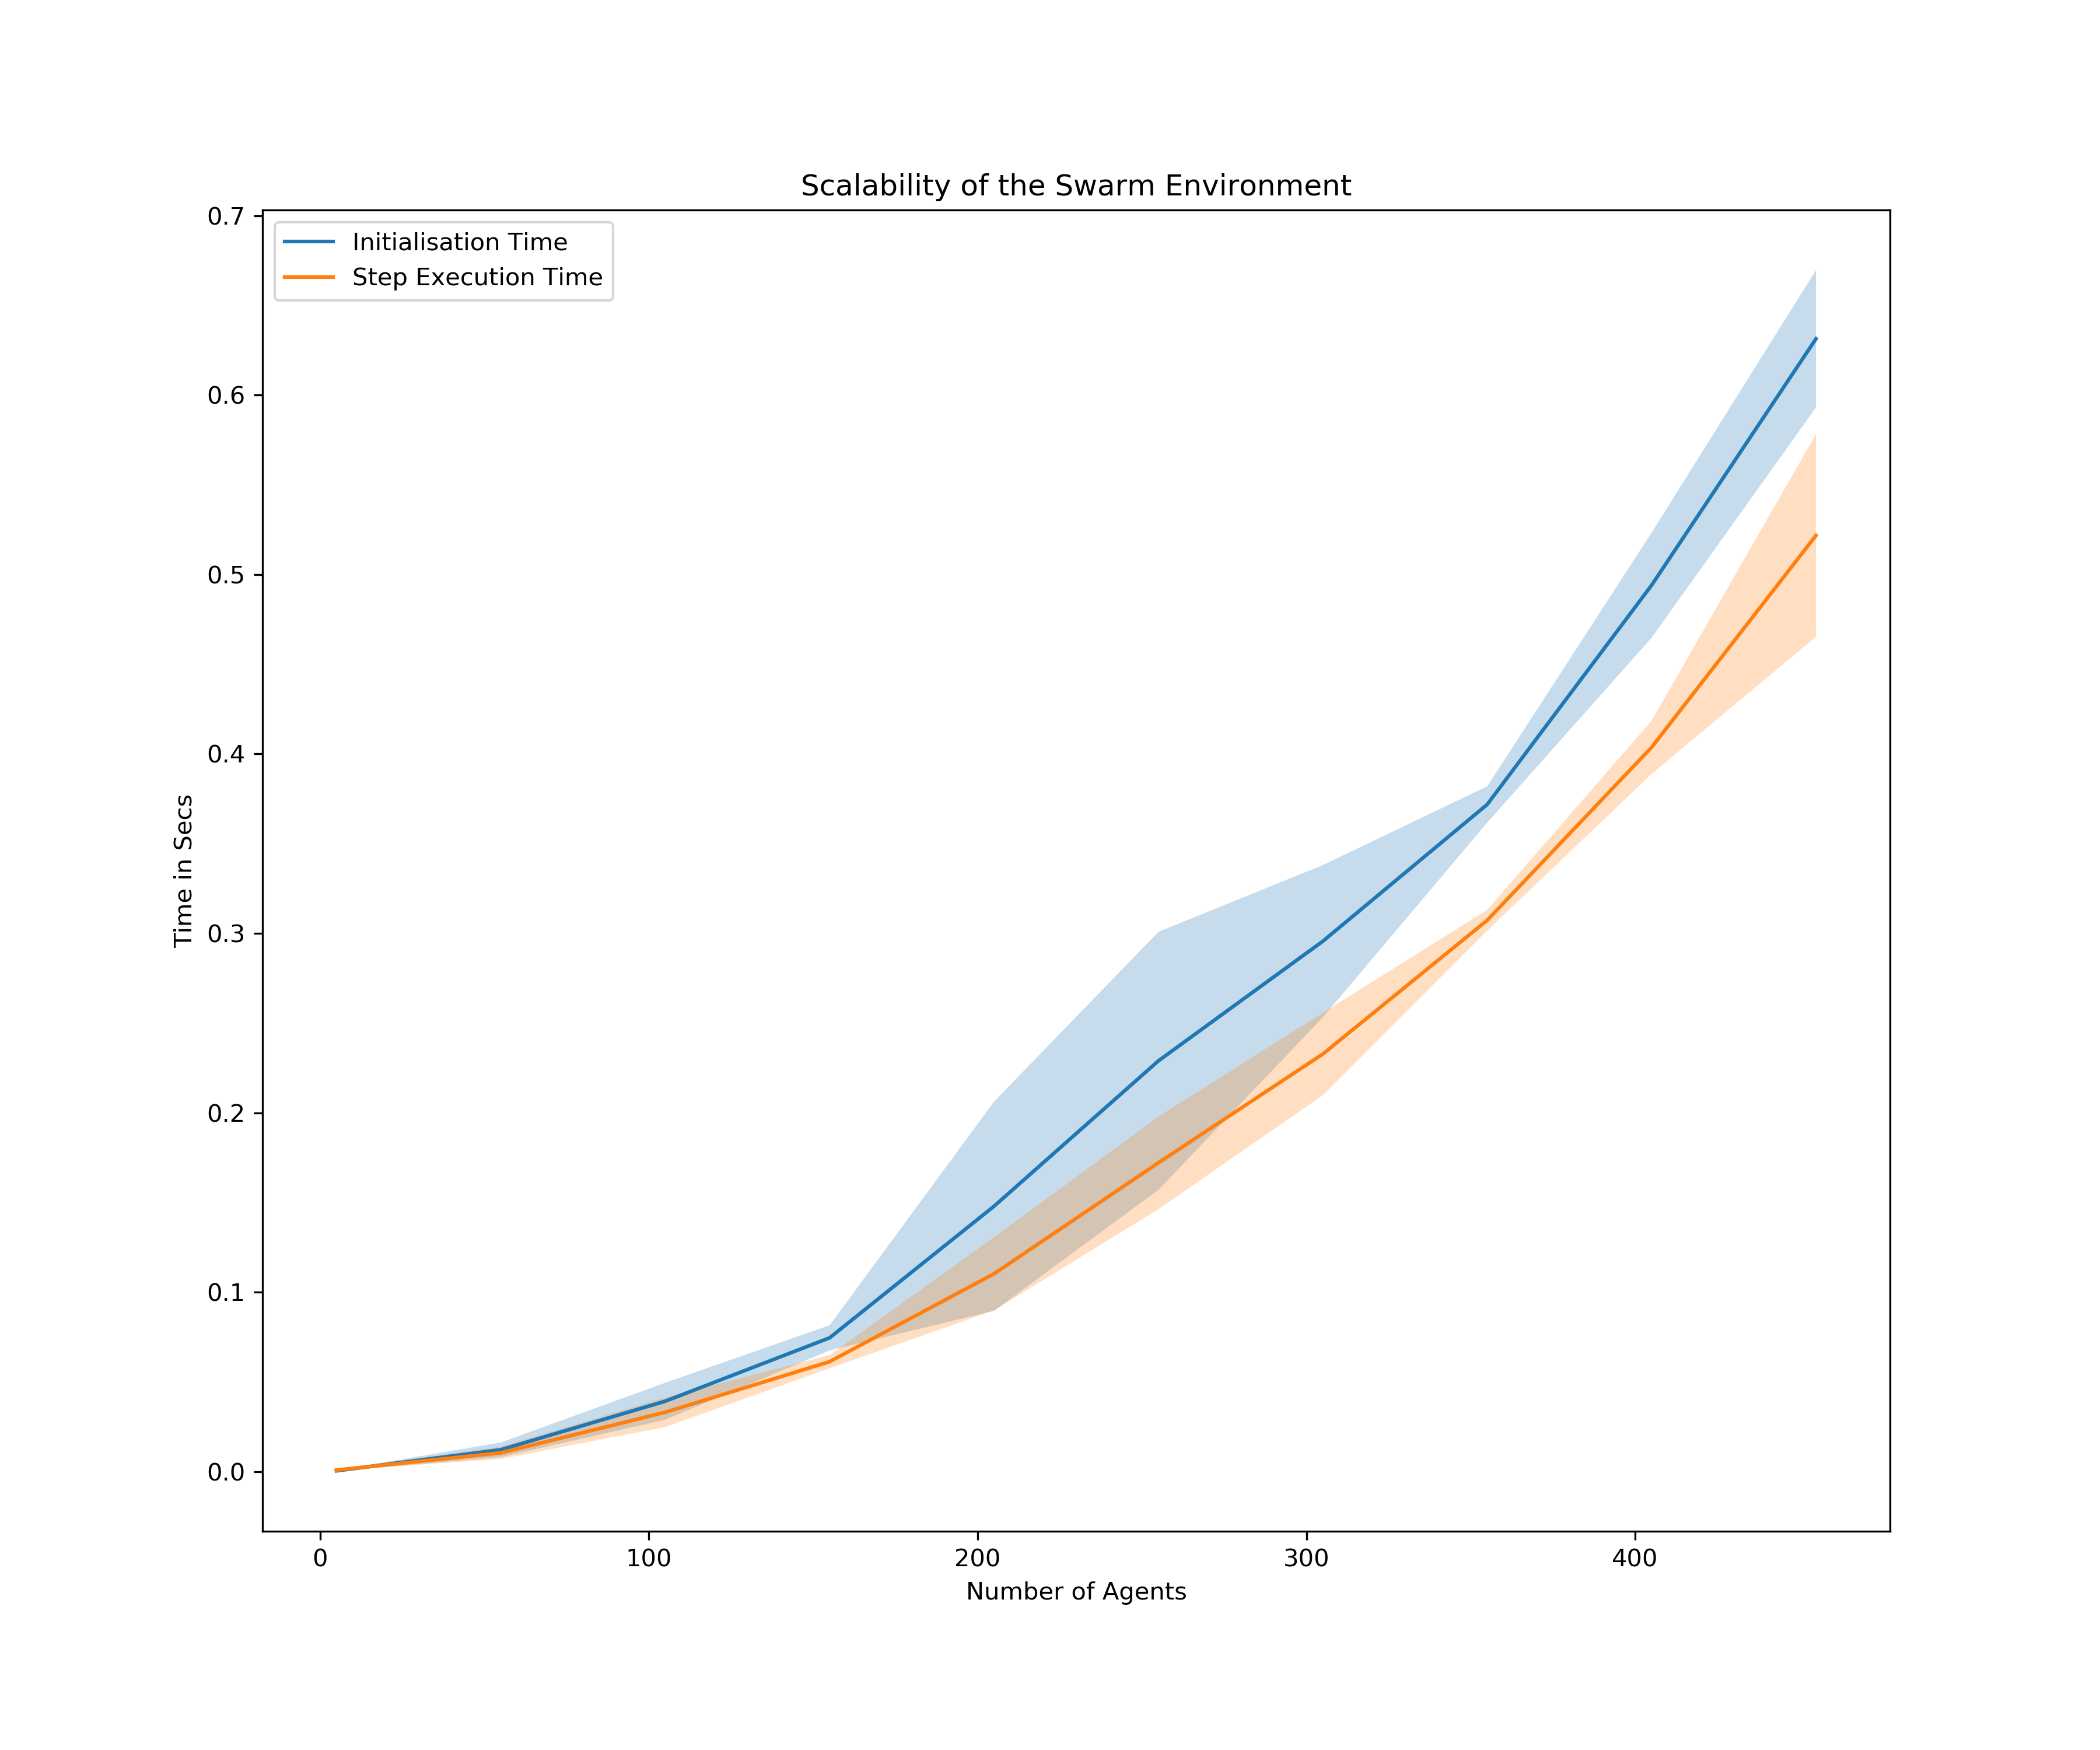 Scalability of the Swarm Environment
Initialisation Time
Step Execution Time
0.7
0.6
0.5
0.4
0.3
0.2
0.1
0.0
Time in Secs
0 100 200 300 400
Number of Agents